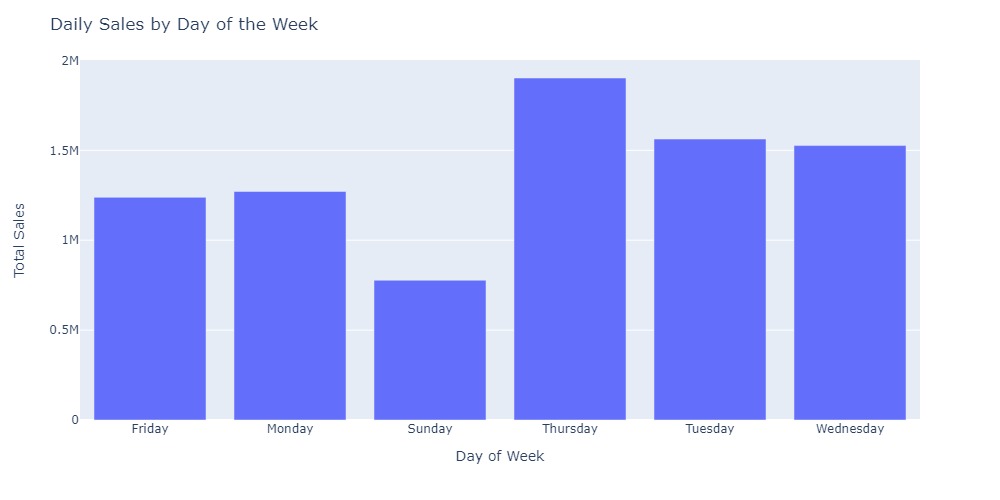 Daily Sales by Day of the Week
2M
1.5M
1M
0.5M
0
Total Sales
Friday Monday Sunday Thursday Tuesday Wednesday
Day of Week